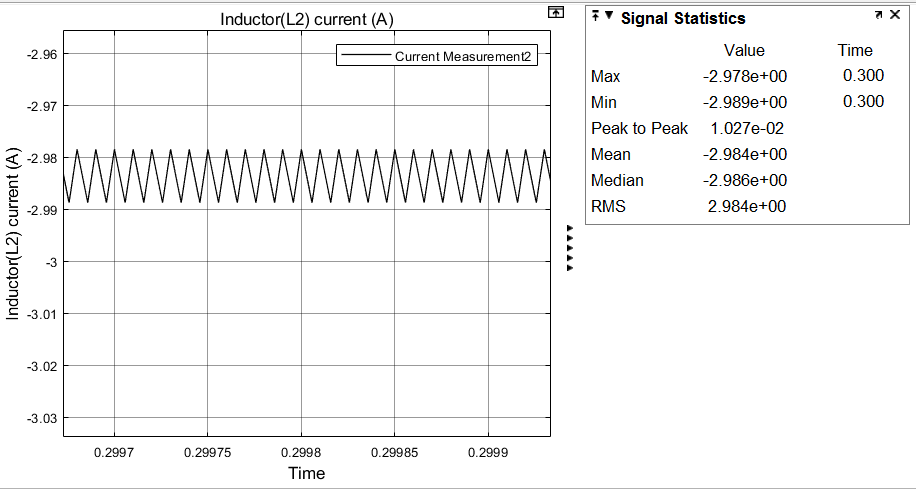 Inductor(L2) current (A)
Current Measurement2
Inductor(L2) current (A)
-2.96
-2.97
-2.98
-2.99
-3
-3.01
-3.02
-3.03
0.2997 0.29975 0.2998 0.29985 0.2999
Time
Signal Statistics
Value Time
Max -2.978e+00 0.300
Min -2.989e+00 0.300
Peak to Peak 1.027e-02
Mean -2.984e+00
Median -2.986e+00
RMS 2.984e+00